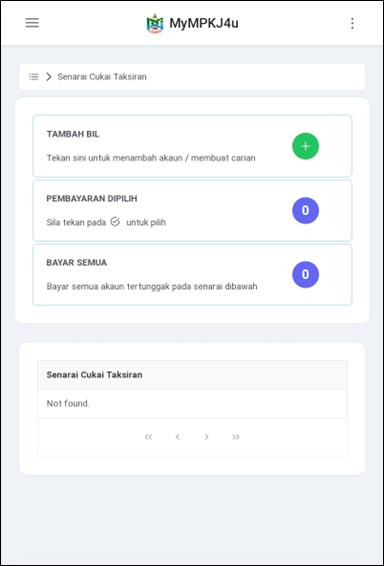 MyMPKJ4u
Senarai Cukai Taksiran
TAMBAH BIL
Tekan sini untuk menambah akaun / membuat carian
PEMBAYARAN DIPILIH
0
Sila tekan pada untuk pilih
BAYAR SEMUA
0
Bayar semua akaun tertunggak pada senarai dibawah
Senarai Cukai Taksiran
Not found.